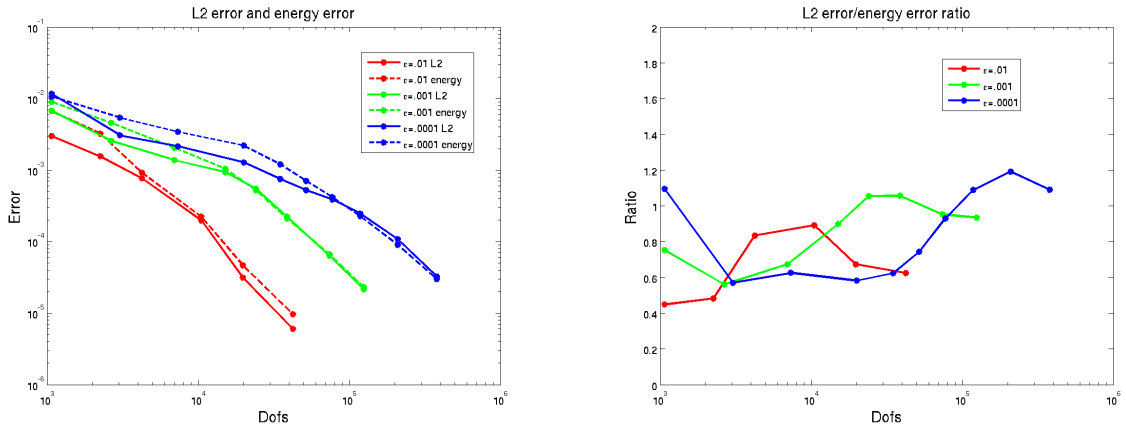 L2 error and energy error
10^-1
10^-2
10^-3
10^-4
10^-5
10^-6
Error
10^3
10^4
10^5
10^6
Dofs
ε=.01 L2
ε=.01 energy
ε=.001 L2
ε=.001 energy
ε=.0001 L2
ε=.0001 energy
L2 error/energy error ratio
2
1.8
1.6
1.4
1.2
1
0.8
0.6
0.4
0.2
0
Ratio
10^3
10^4
10^5
10^6
Dofs
ε=.01
ε=.001
ε=.0001